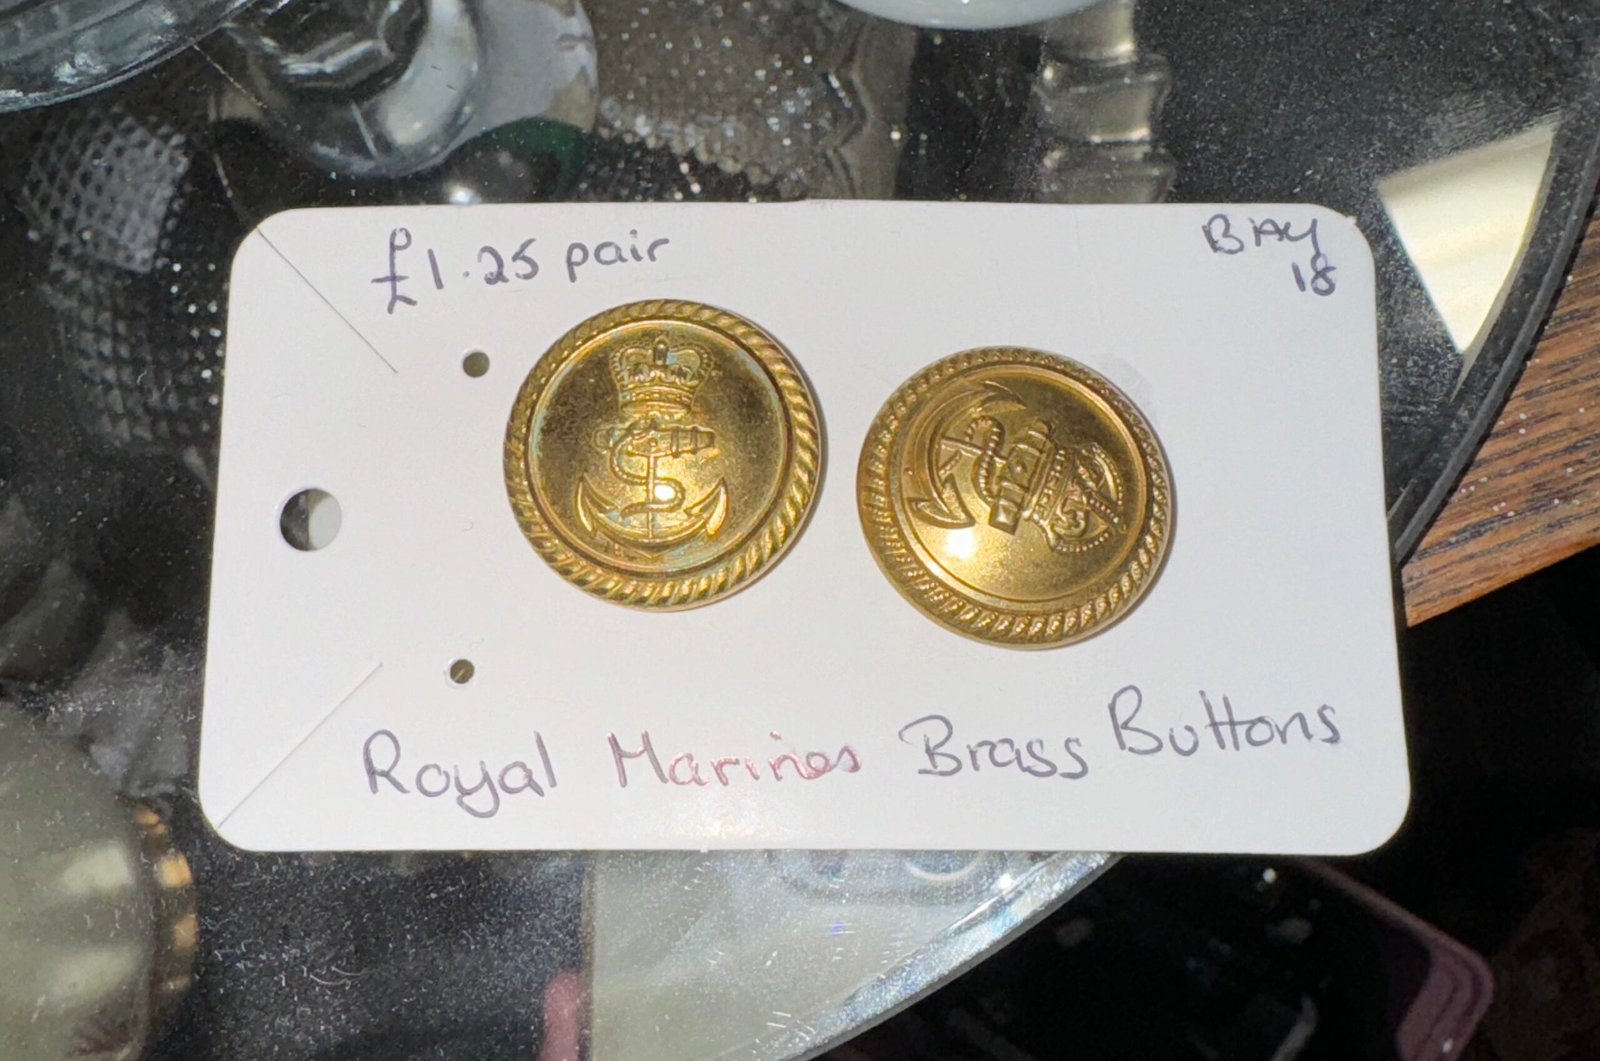 £1.25 pair
BAY
18
Royal Marines Brass Buttons